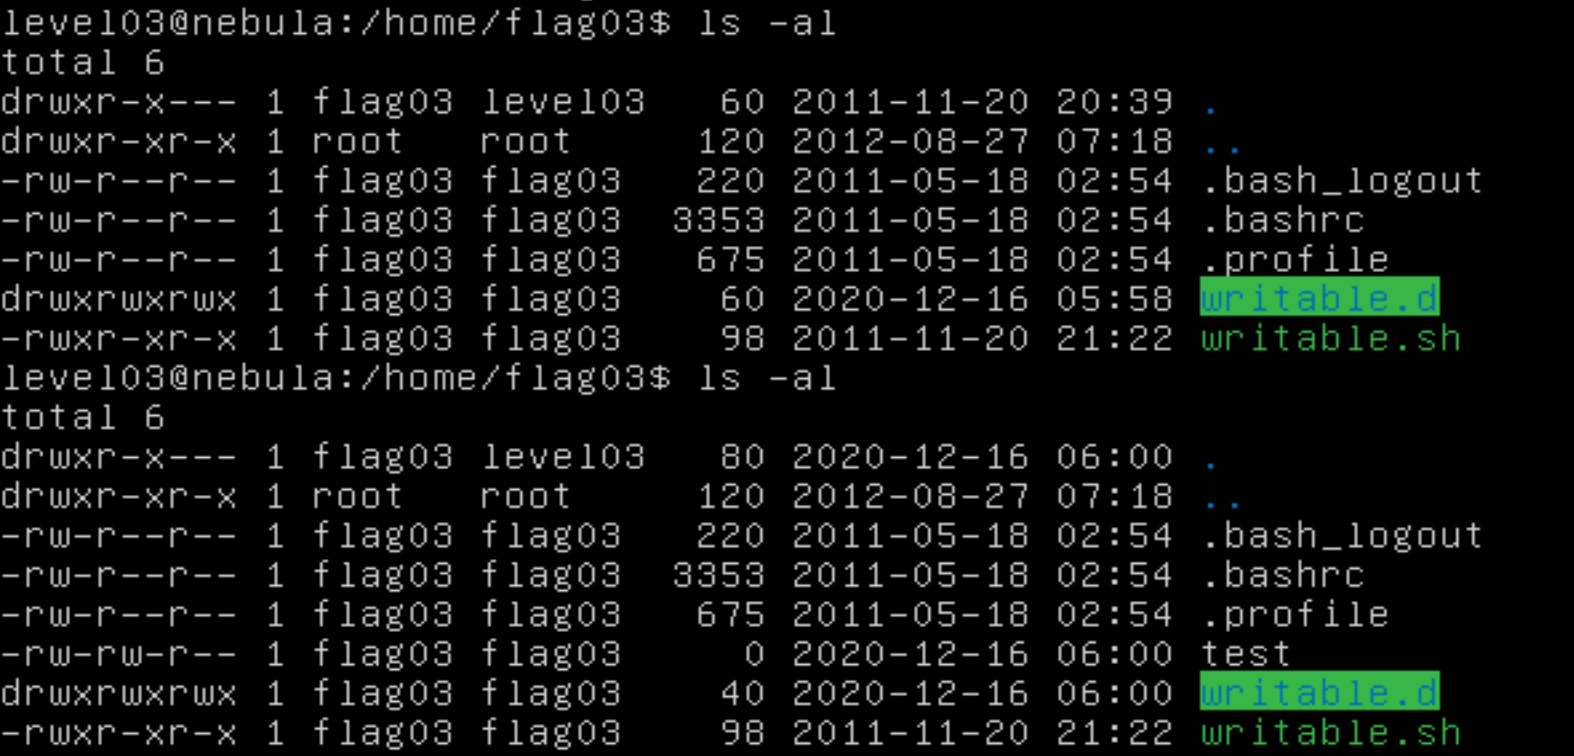 level03@nebula:/home/flag03$ ls -al
total 6
drwxr-x--- 1 flag03 level03   60 2011-11-20 20:39 .
drwxr-xr-x 1 root   root     120 2012-08-27 07:18 ..
-rw-r--r-- 1 flag03 flag03   220 2011-05-18 02:54 .bash_logout
-rw-r--r-- 1 flag03 flag03  3353 2011-05-18 02:54 .bashrc
-rw-r--r-- 1 flag03 flag03   675 2011-05-18 02:54 .profile
drwxrwxrwx 1 flag03 flag03    60 2020-12-16 05:58 writable.d
-rwxr-xr-x 1 flag03 flag03    98 2011-11-20 21:22 writable.sh
level03@nebula:/home/flag03$ ls -al
total 6
drwxr-x--- 1 flag03 level03   80 2020-12-16 06:00 .
drwxr-xr-x 1 root   root     120 2012-08-27 07:18 ..
-rw-r--r-- 1 flag03 flag03   220 2011-05-18 02:54 .bash_logout
-rw-r--r-- 1 flag03 flag03  3353 2011-05-18 02:54 .bashrc
-rw-r--r-- 1 flag03 flag03   675 2011-05-18 02:54 .profile
-rw-rw-r-- 1 flag03 flag03     0 2020-12-16 06:00 test
drwxrwxrwx 1 flag03 flag03    40 2020-12-16 06:00 writable.d
-rwxr-xr-x 1 flag03 flag03    98 2011-11-20 21:22 writable.sh